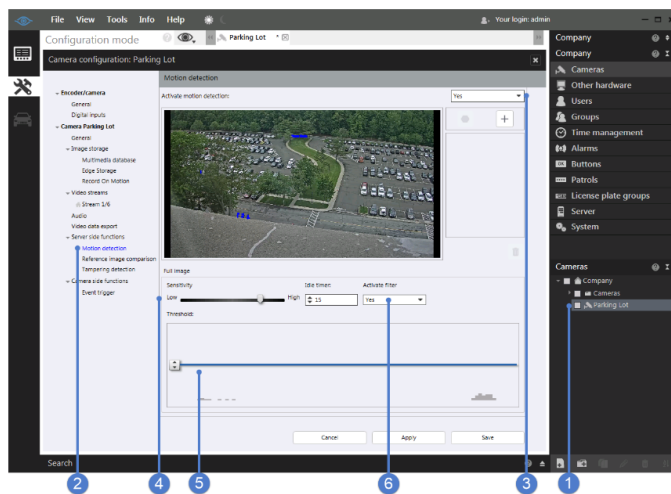 File View Tools Info Help
Your login: admin
Configuration mode
Parking Lot
Camera configuration: Parking Lot
Motion detection
Encoder/camera
General
Digital inputs
Camera Parking Lot
General
Image storage
Multimedia database
Edge Storage
Record On Motion
Video streams
Stream 1/6
Audio
Video data export
Server side functions
Motion detection
Reference image comparison
Tampering detection
Camera side functions
Event trigger
Activate motion detection:
Yes
Full image
Sensitivity
Idle timer:
Activate filter
Low
High
15
Yes
Threshold:
Cancel
Apply
Save
Search
Company
Company
Cameras
Other hardware
Users
Groups
Time management
Alarms
Buttons
Patrols
License plate groups
Server
System
Cameras
Company
Cameras
Parking Lot
2
4
5
6
3
1